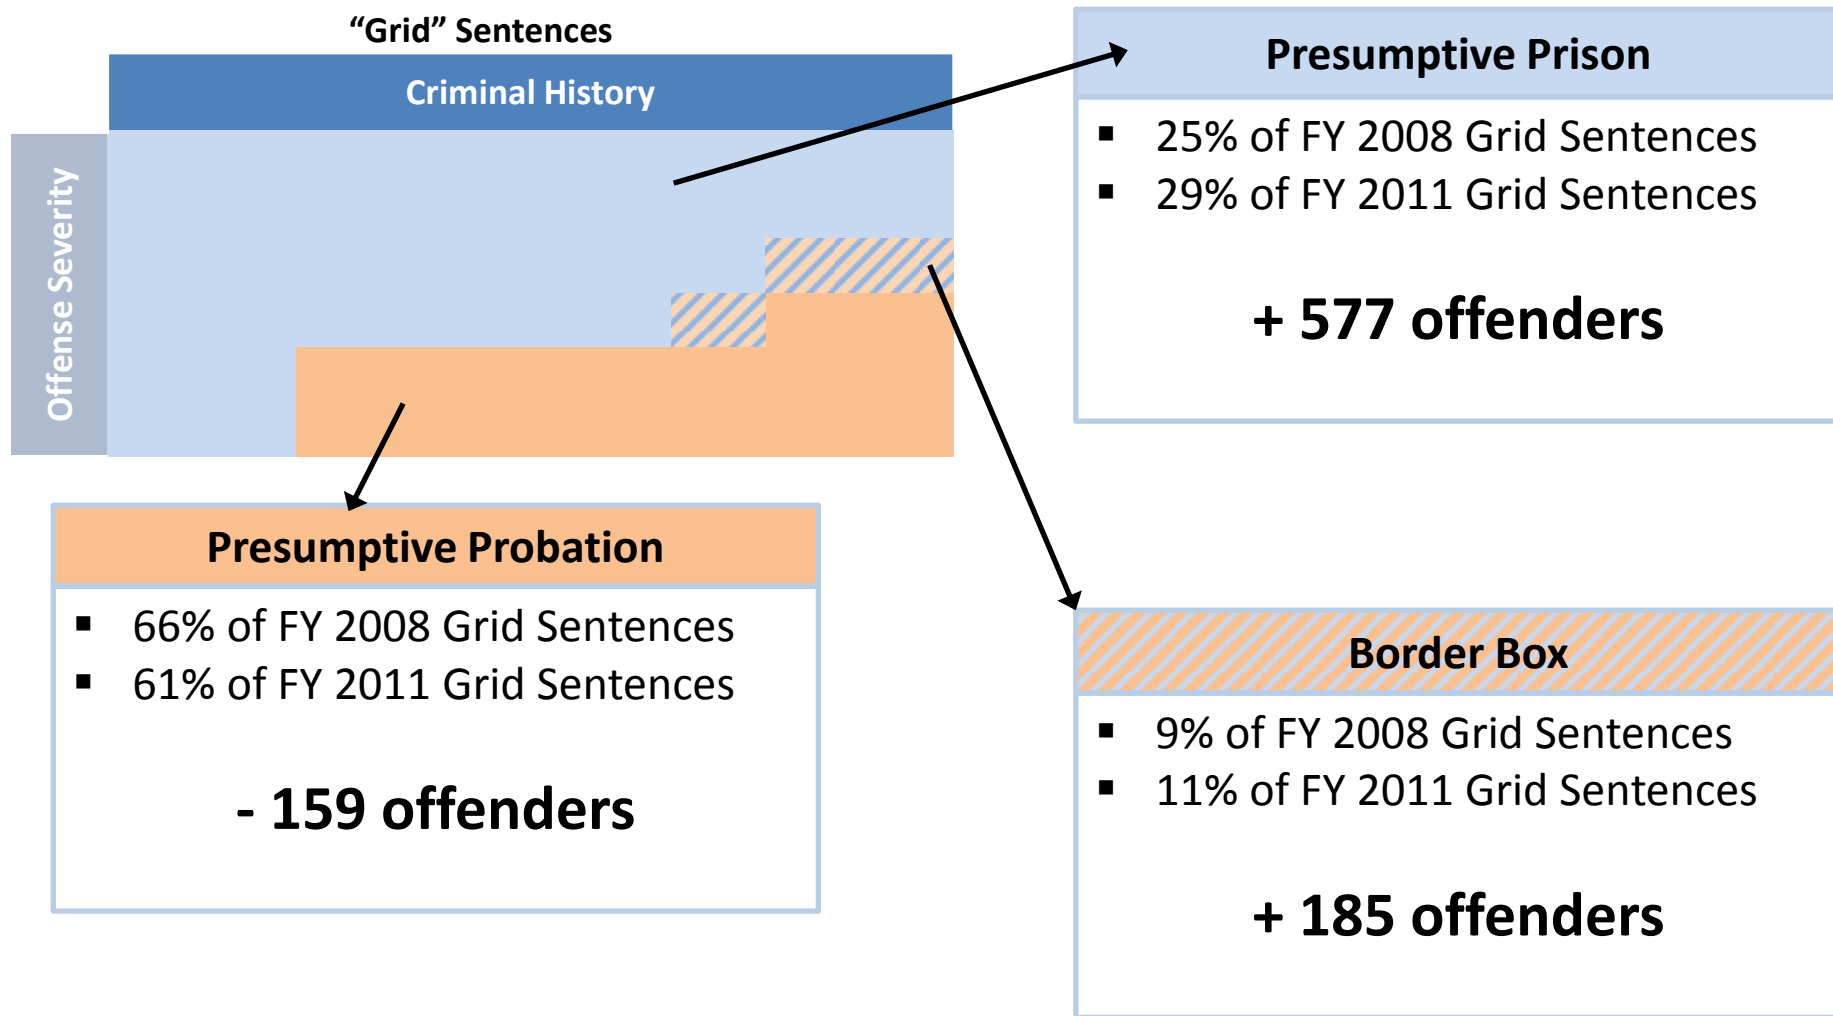 “Grid” Sentences
Criminal History
Offense Severity
Presumptive Prison
▪ 25% of FY 2008 Grid Sentences
▪ 29% of FY 2011 Grid Sentences
+ 577 offenders
Presumptive Probation
▪ 66% of FY 2008 Grid Sentences
▪ 61% of FY 2011 Grid Sentences
- 159 offenders
Border Box
▪ 9% of FY 2008 Grid Sentences
▪ 11% of FY 2011 Grid Sentences
+ 185 offenders